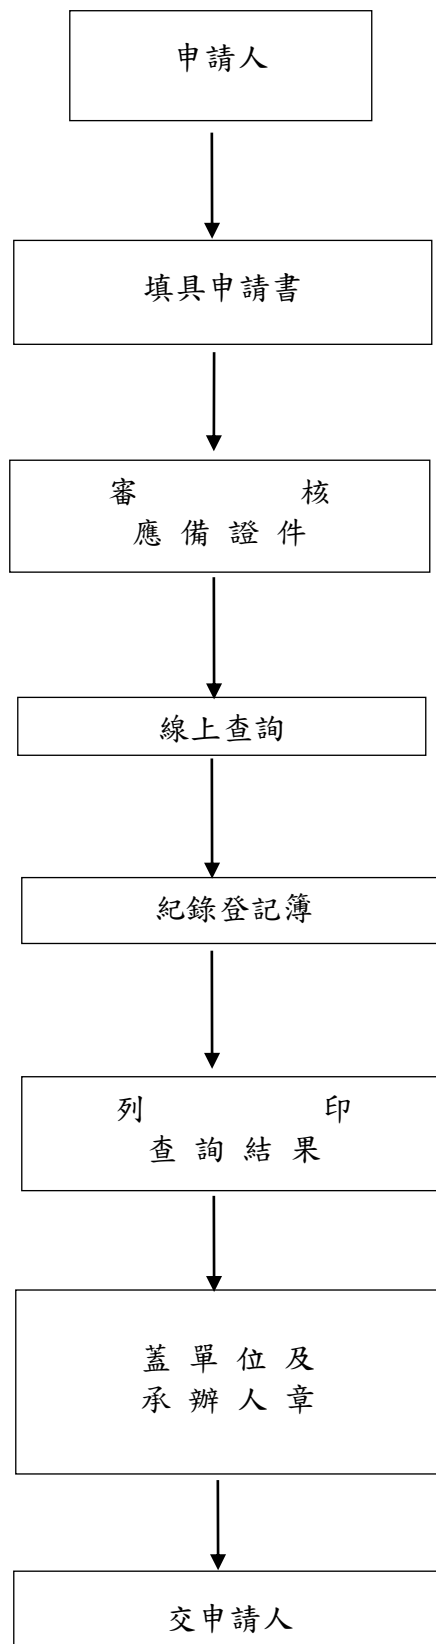 申請人
填具申請書
審 核
應備證件
線上查詢
紀錄登記簿
列 印
查詢結果
蓋單位及
承辦人章
交申請人